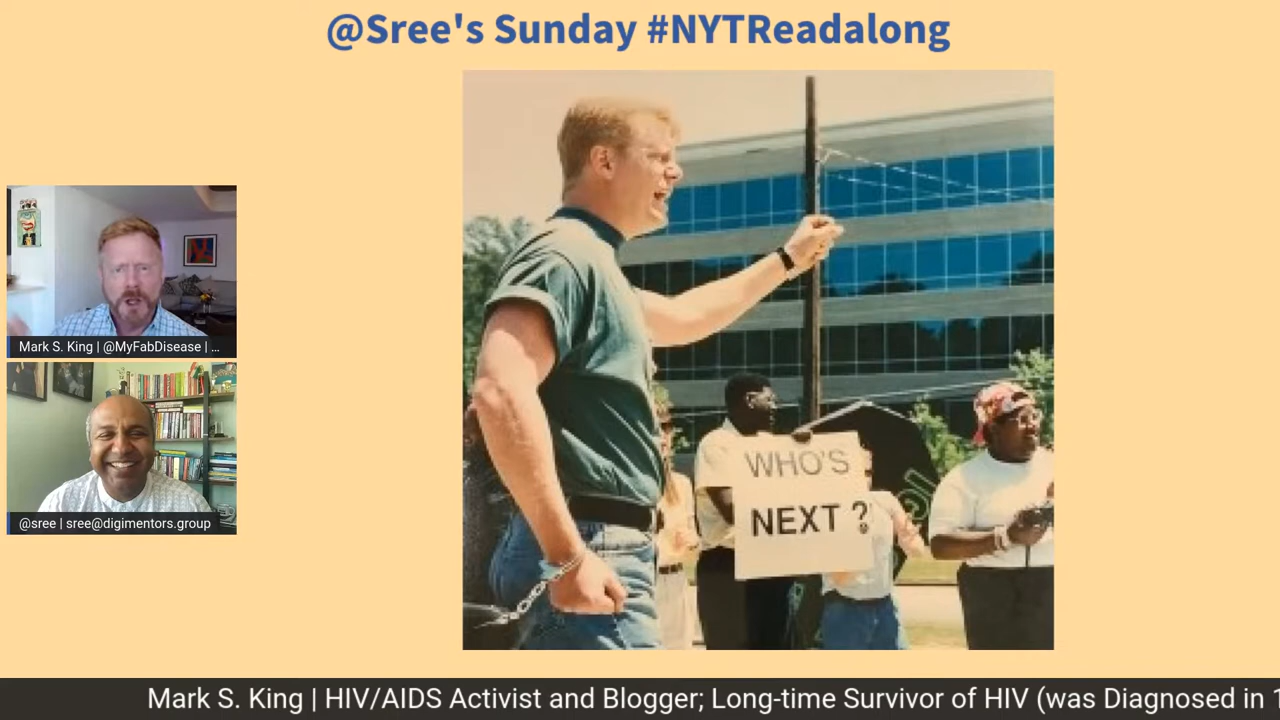 @Sree's Sunday #NYTReadalong
Mark S. King | @MyFabDisease | ...
@sree | sree@digimentors.group
WHO'S
NEXT ?
Mark S. King | HIV/AIDS Activist and Blogger; Long-time Survivor of HIV (was Diagnosed in